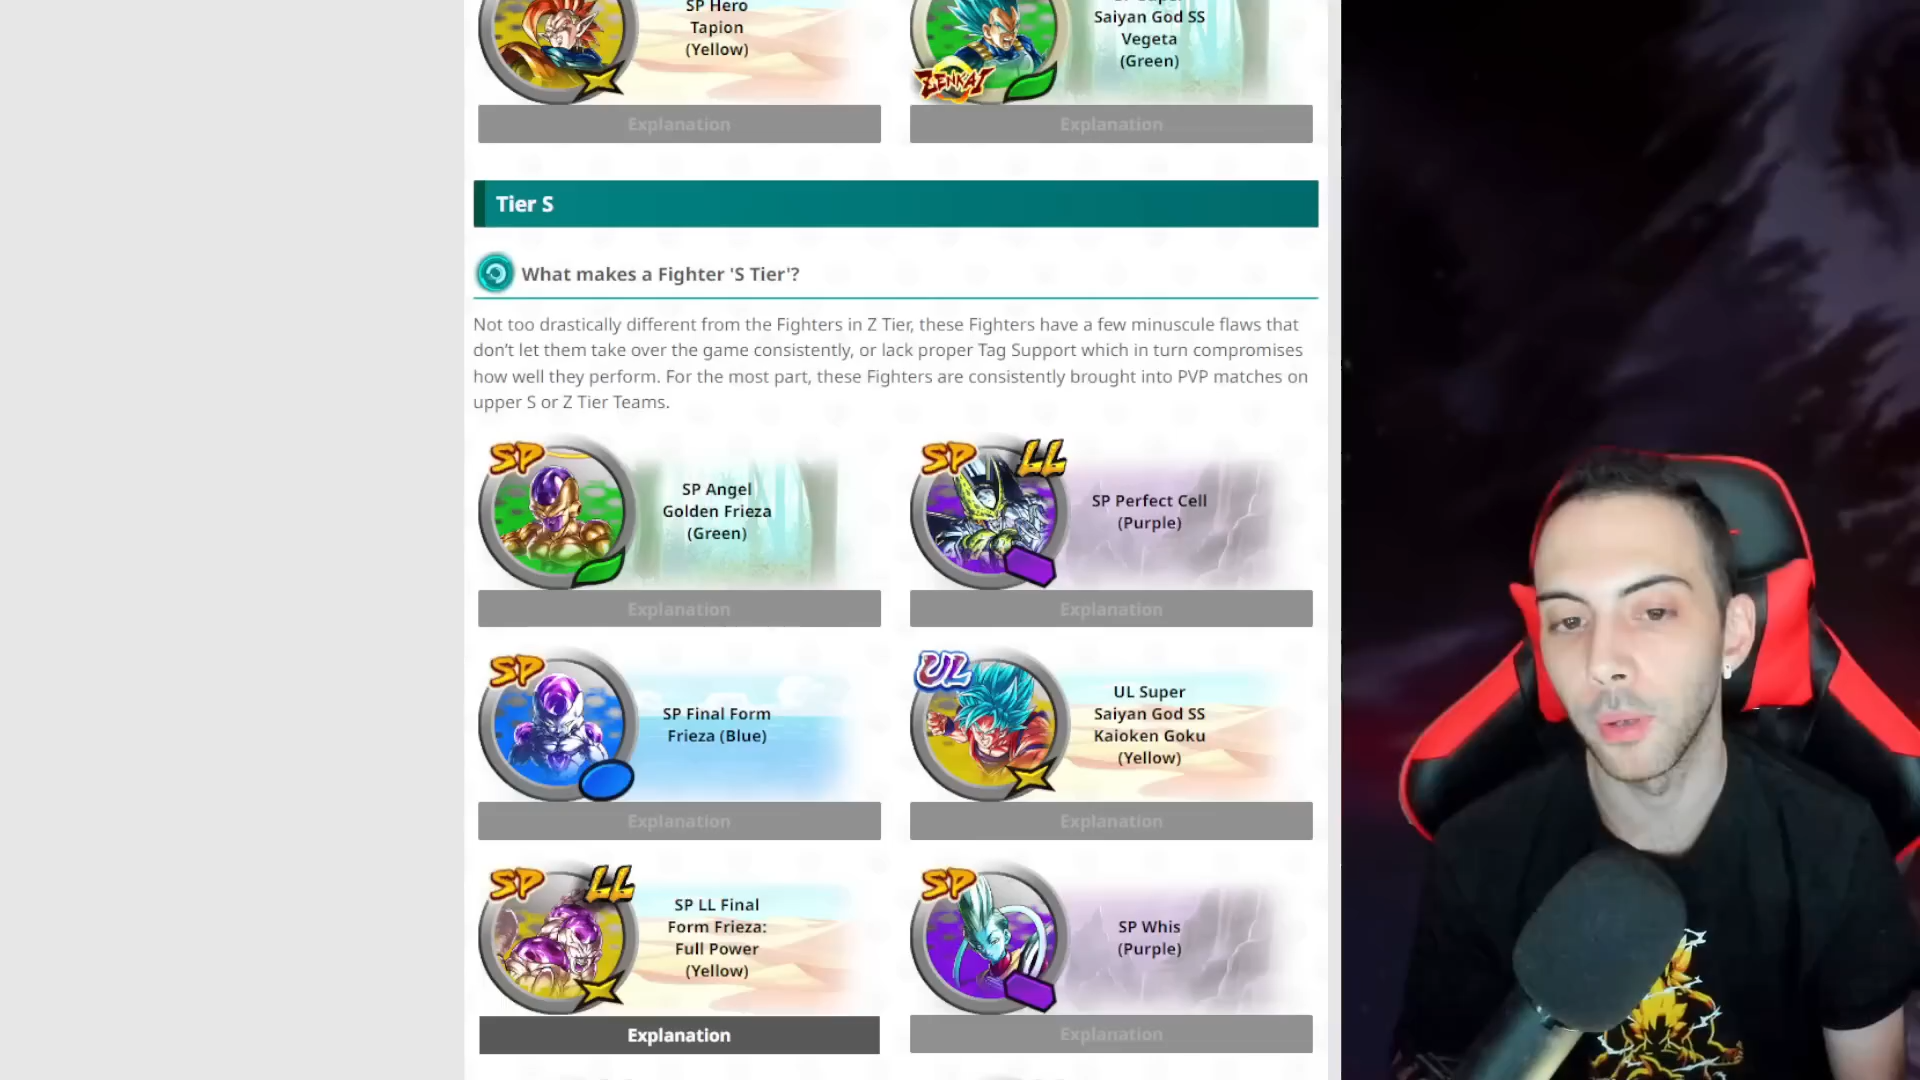 SP Hero
Tapion
(Yellow)
Saiyan God SS
Vegeta
(Green)
ZENKAI
Explanation
Explanation
Tier S
What makes a Fighter 'S Tier'?
Not too drastically different from the Fighters in Z Tier, these Fighters have a few minuscule flaws that
don't let them take over the game consistently, or lack proper Tag Support which in turn compromises
how well they perform. For the most part, these Fighters are consistently brought into PVP matches on
upper S or Z Tier Teams.
SP
SP Angel
Golden Frieza
(Green)
SP LL
SP Perfect Cell
(Purple)
Explanation
Explanation
SP
SP Final Form
Frieza (Blue)
UL
UL Super
Saiyan God SS
Kaioken Goku
(Yellow)
Explanation
Explanation
SP LL
SP LL Final
Form Frieza:
Full Power
(Yellow)
SP
SP Whis
(Purple)
Explanation
Explanation